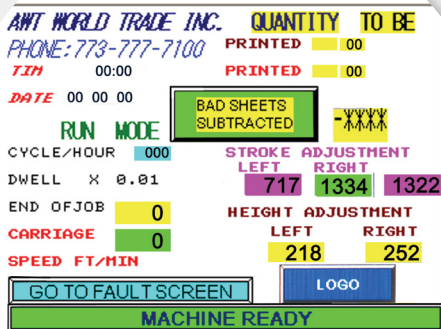 AWT WORLD TRADE INC. QUANTITY TO BE
PHONE: 773-777-7100 PRINTED 00
TIM 00:00 PRINTED 00
DATE 00 00 00
BAD SHEETS
SUBTRACTED
-XXXX
RUN MODE
CYCLE/HOUR 000
STROKE ADJUSTMENT
LEFT RIGHT
DWELL X 0.01
717 1334 1322
END OFJOB 0
HEIGHT ADJUSTMENT
CARRIAGE 0
LEFT RIGHT
218 252
SPEED FT/MIN
GO TO FAULT SCREEN
LOGO
MACHINE READY